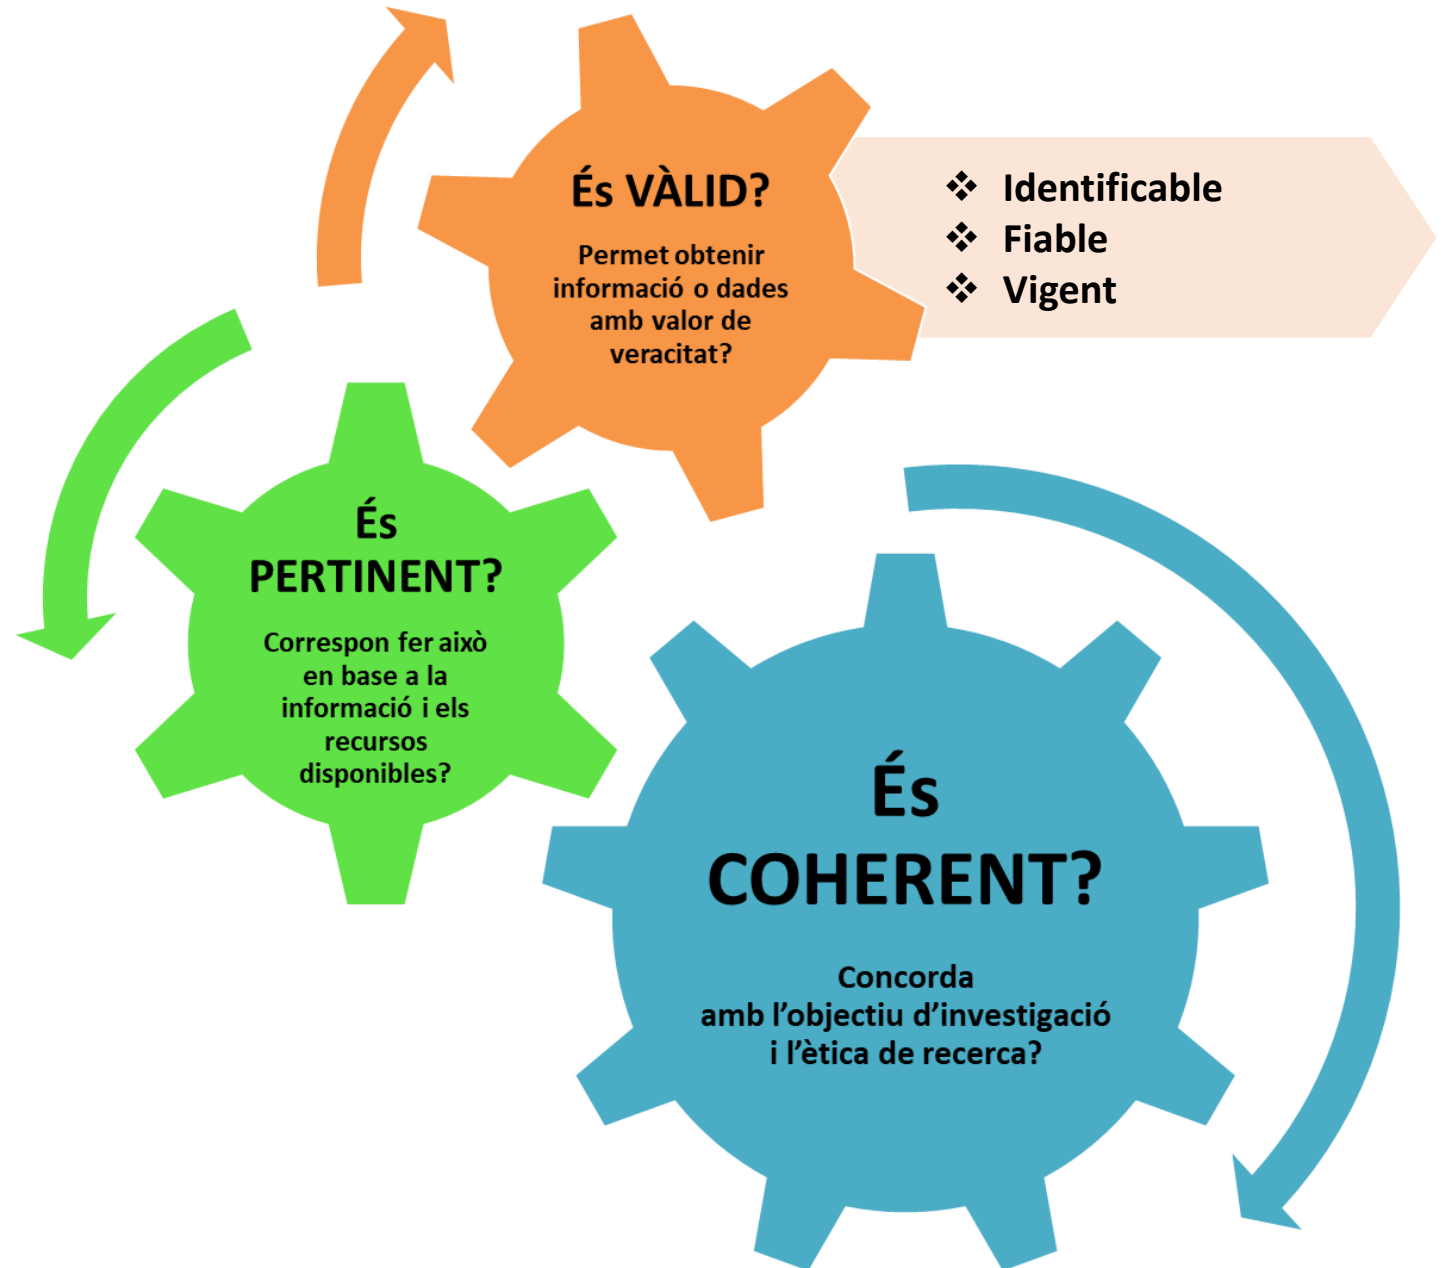 És VÀLID?
Permet obtenir
informació o dades
amb valor de
veracitat?
❖ Identificable
❖ Fiable
❖ Vigent
És
PERTINENT?
Correspon fer això
en base a la
informació i els
recursos
disponibles?
És
COHERENT?
Concorda
amb l’objectiu d’investigació
i l’ètica de recerca?